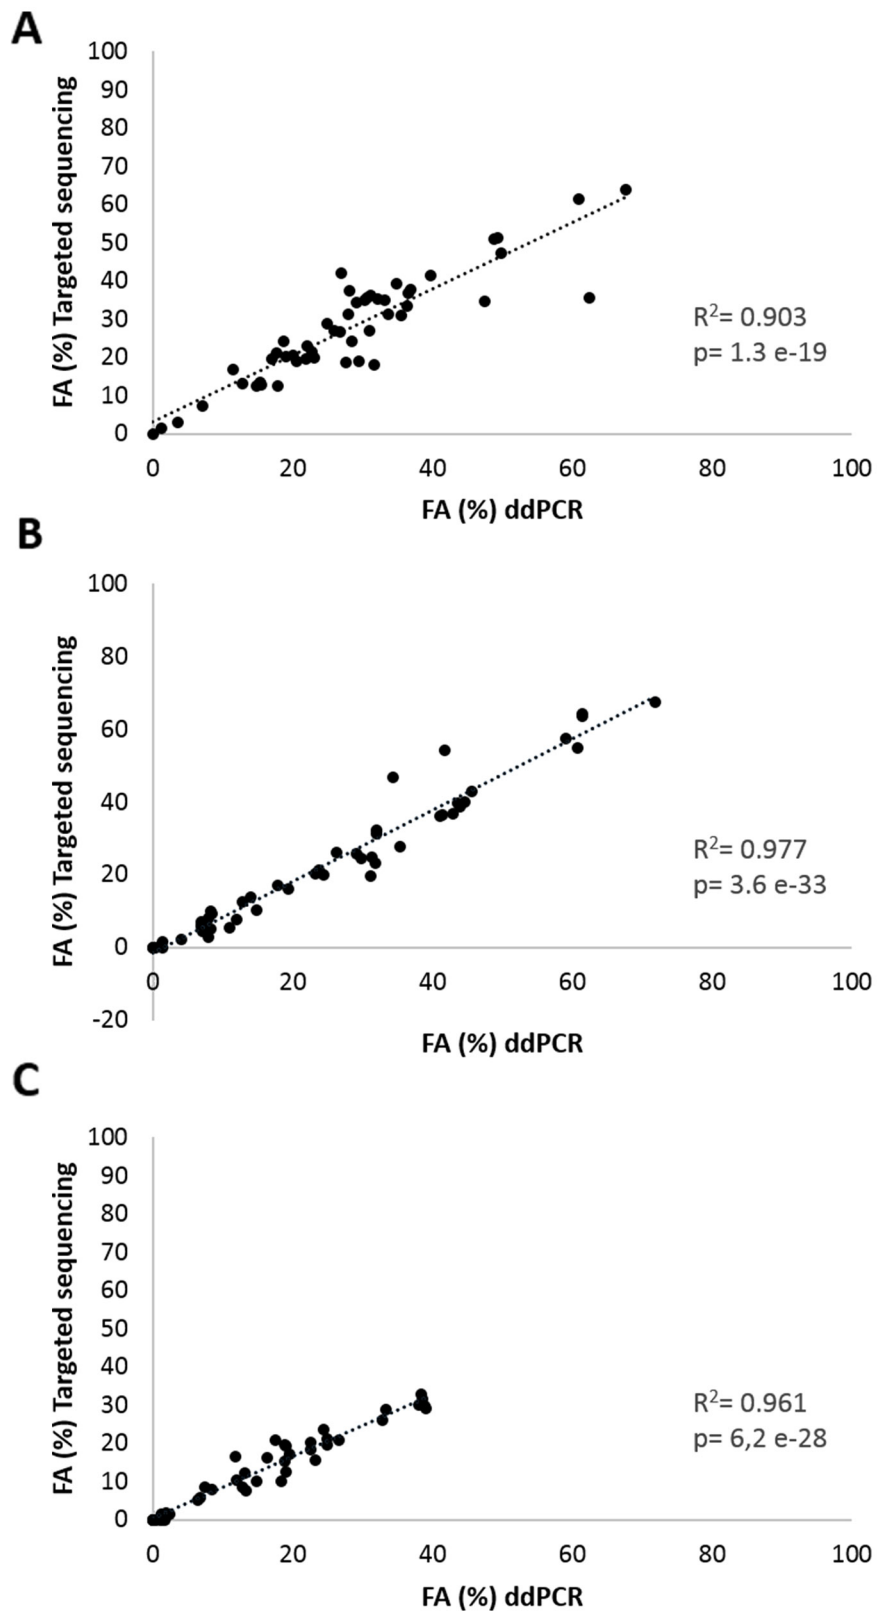 A
FA (%) Targeted sequencing
100
90
80
70
60
50
40
30
20
10
0
R²= 0.903
p= 1.3 e-19
0 20 40 60 80 100
FA (%) ddPCR
B
FA (%) Targeted sequencing
100
80
60
40
20
0
-20
R²= 0.977
p= 3.6 e-33
0 20 40 60 80 100
FA (%) ddPCR
C
FA (%) Targeted sequencing
100
90
80
70
60
50
40
30
20
10
0
R²= 0.961
p= 6,2 e-28
0 20 40 60 80 100
FA (%) ddPCR